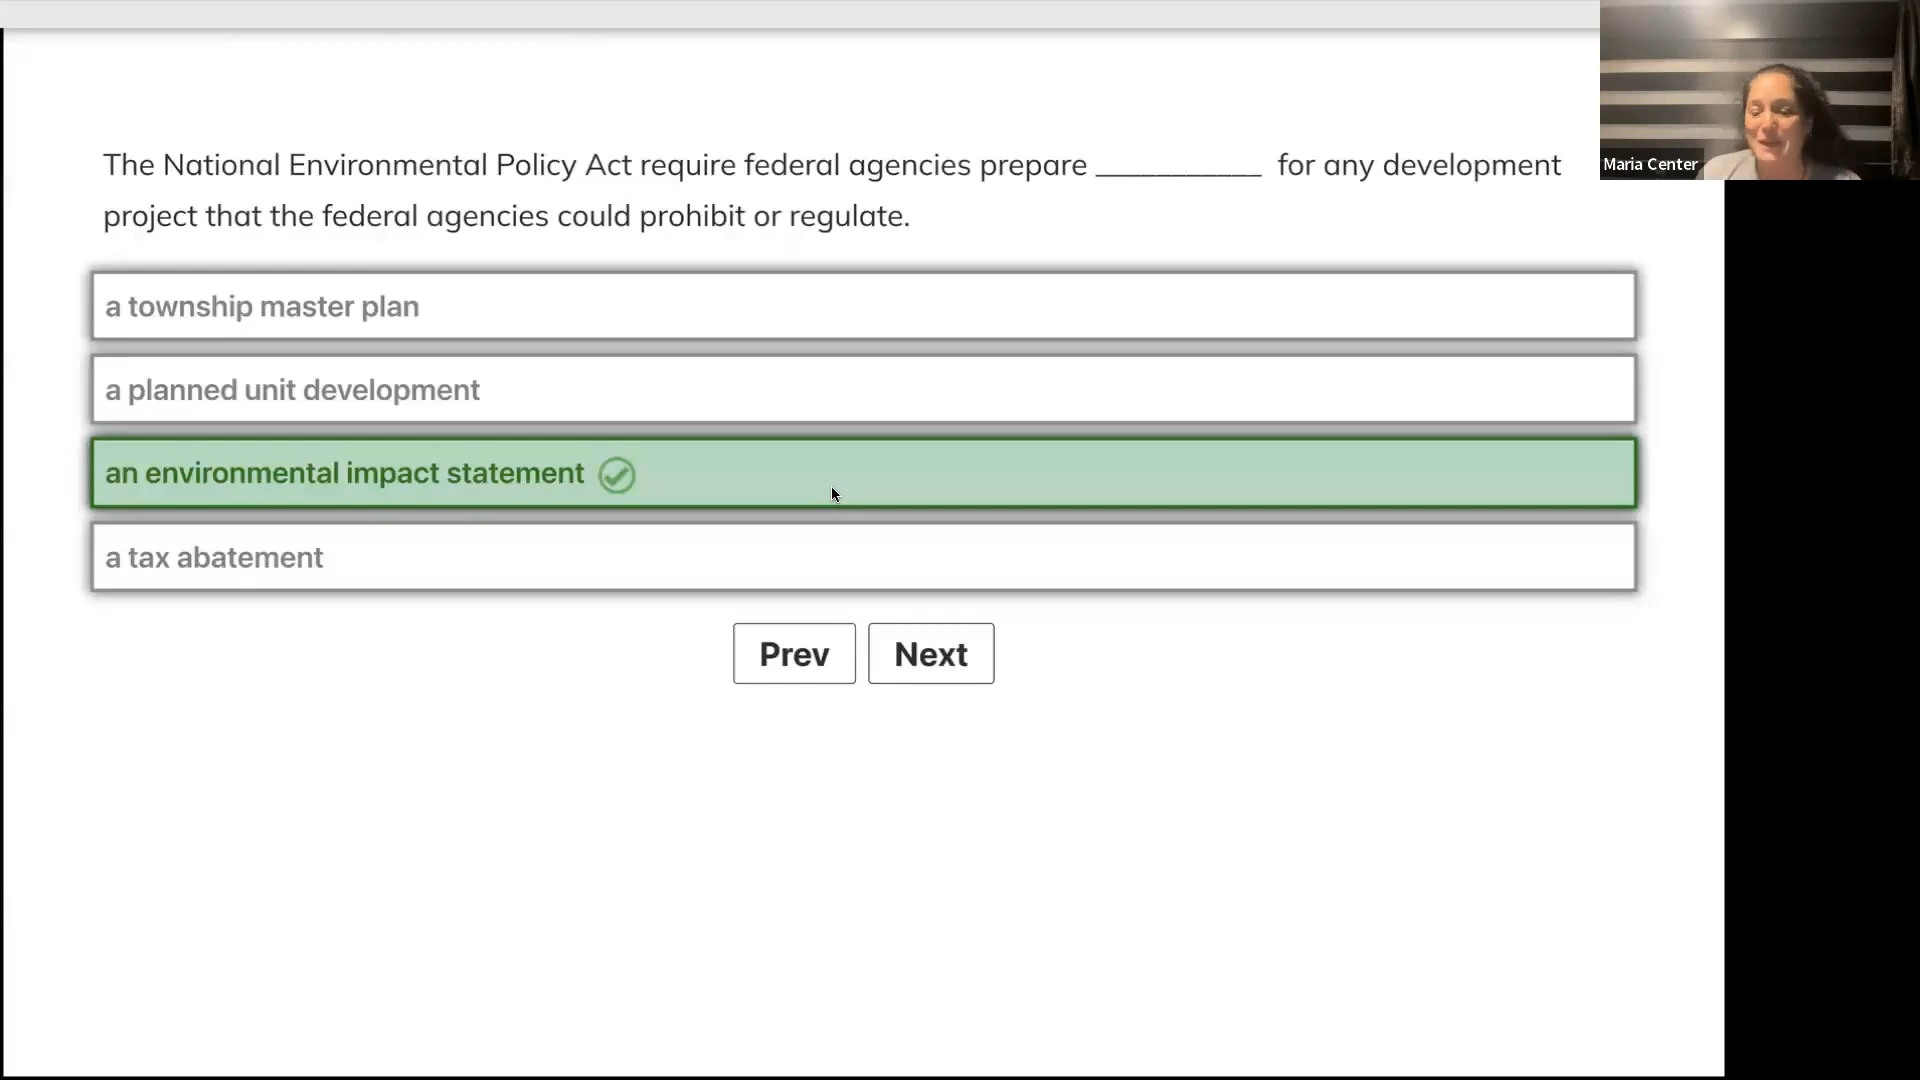 The National Environmental Policy Act require federal agencies prepare ___________ for any development
project that the federal agencies could prohibit or regulate.
a township master plan
a planned unit development
an environmental impact statement
a tax abatement
Prev Next
Maria Center